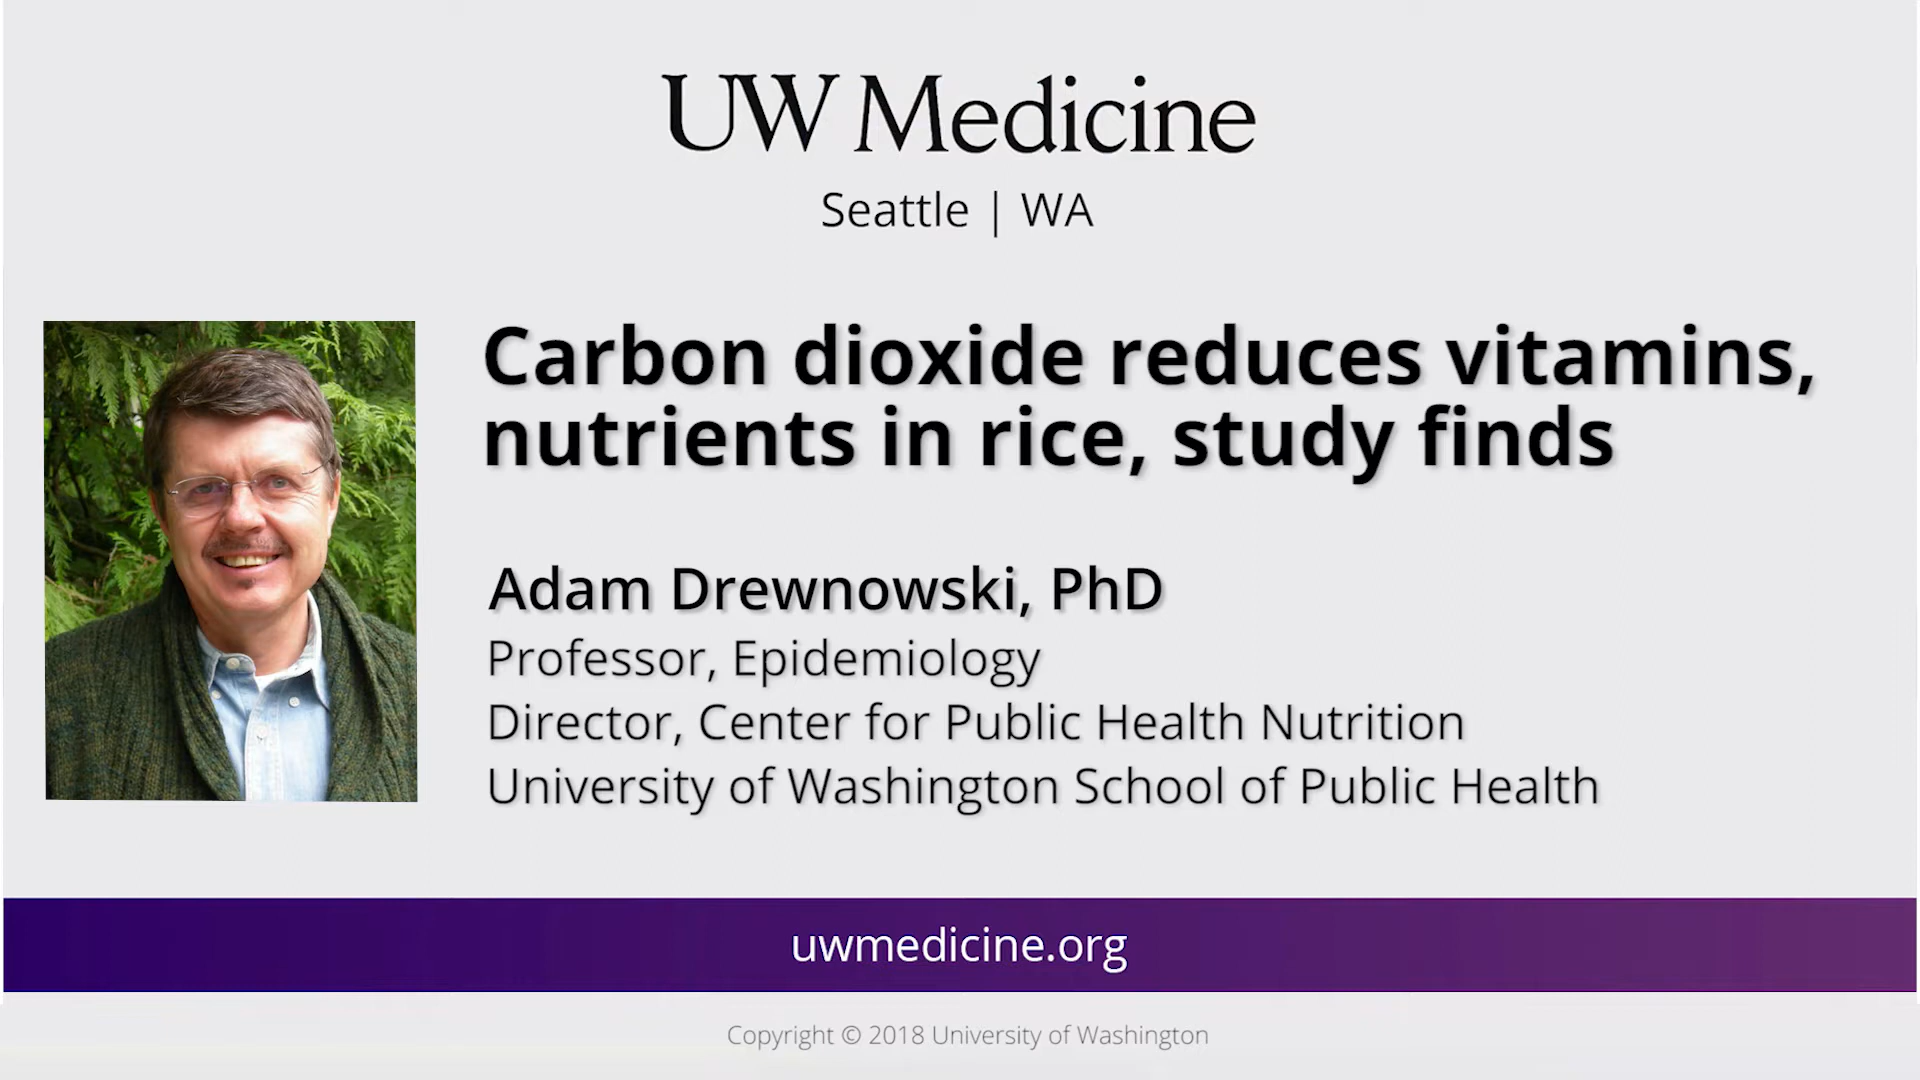 UW Medicine
Seattle | WA
Carbon dioxide reduces vitamins,
nutrients in rice, study finds
Adam Drewnowski, PhD
Professor, Epidemiology
Director, Center for Public Health Nutrition
University of Washington School of Public Health
uwmedicine.org
Copyright © 2018 University of Washington